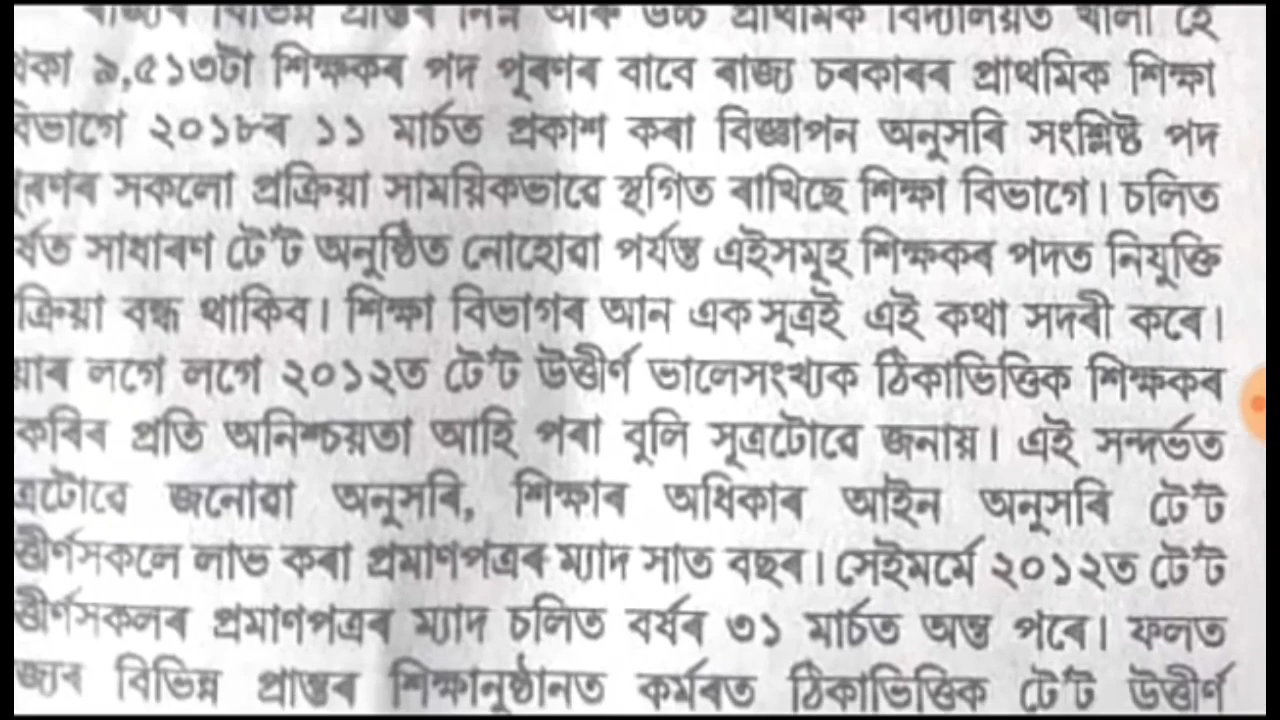 ৰাজ্যৰ বিভিন্ন প্ৰান্তৰ নিম্ন আৰু উচ্চ প্ৰাথমিক বিদ্যালয়ত খালী হৈ
থকা ৯,৫১৩টা শিক্ষকৰ পদ পূৰণৰ বাবে ৰাজ্য চৰকাৰৰ প্ৰাথমিক শিক্ষা
বিভাগে ২০১৮ৰ ১১ মাৰ্চত প্ৰকাশ কৰা বিজ্ঞাপন অনুসৰি সংশ্লিষ্ট পদ
পূৰণৰ সকলো প্ৰক্ৰিয়া সাময়িকভাৱে স্থগিত ৰাখিছে শিক্ষা বিভাগে। চলিত
ৰ্ষত সাধাৰণ টে'ট অনুষ্ঠিত নোহোৱা পৰ্যন্ত এইসমূহ শিক্ষকৰ পদত নিযুক্তি
ক্ৰিয়া বন্ধ থাকিব। শিক্ষা বিভাগৰ আন এক সূত্ৰই এই কথা সদৰী কৰে।
য়াৰ লগে লগে ২০১২ত টে'ট উত্তীৰ্ণ ভালেসংখ্যক ঠিকাভিত্তিক শিক্ষকৰ
কৰিৰ প্ৰতি অনিশ্চয়তা আহি পৰা বুলি সূত্ৰটোৱে জনায়। এই সন্দৰ্ভত
ত্ৰটোৱে জনোৱা অনুসৰি, শিক্ষাৰ অধিকাৰ আইন অনুসৰি টে'ট
ত্তীৰ্ণসকলে লাভ কৰা প্ৰমাণপত্ৰৰ ম্যাদ সাত বছৰ। সেইমৰ্মে ২০১২ত টে'ট
ত্তীৰ্ণসকলৰ প্ৰমাণপত্ৰৰ ম্যাদ চলিত বৰ্ষৰ ৩১ মাৰ্চত অন্ত পৰে। ফলত
জ্যৰ বিভিন্ন প্ৰান্তৰ শিক্ষানুষ্ঠানত কৰ্মৰত ঠিকাভিত্তিক টে'ট উত্তীৰ্ণ